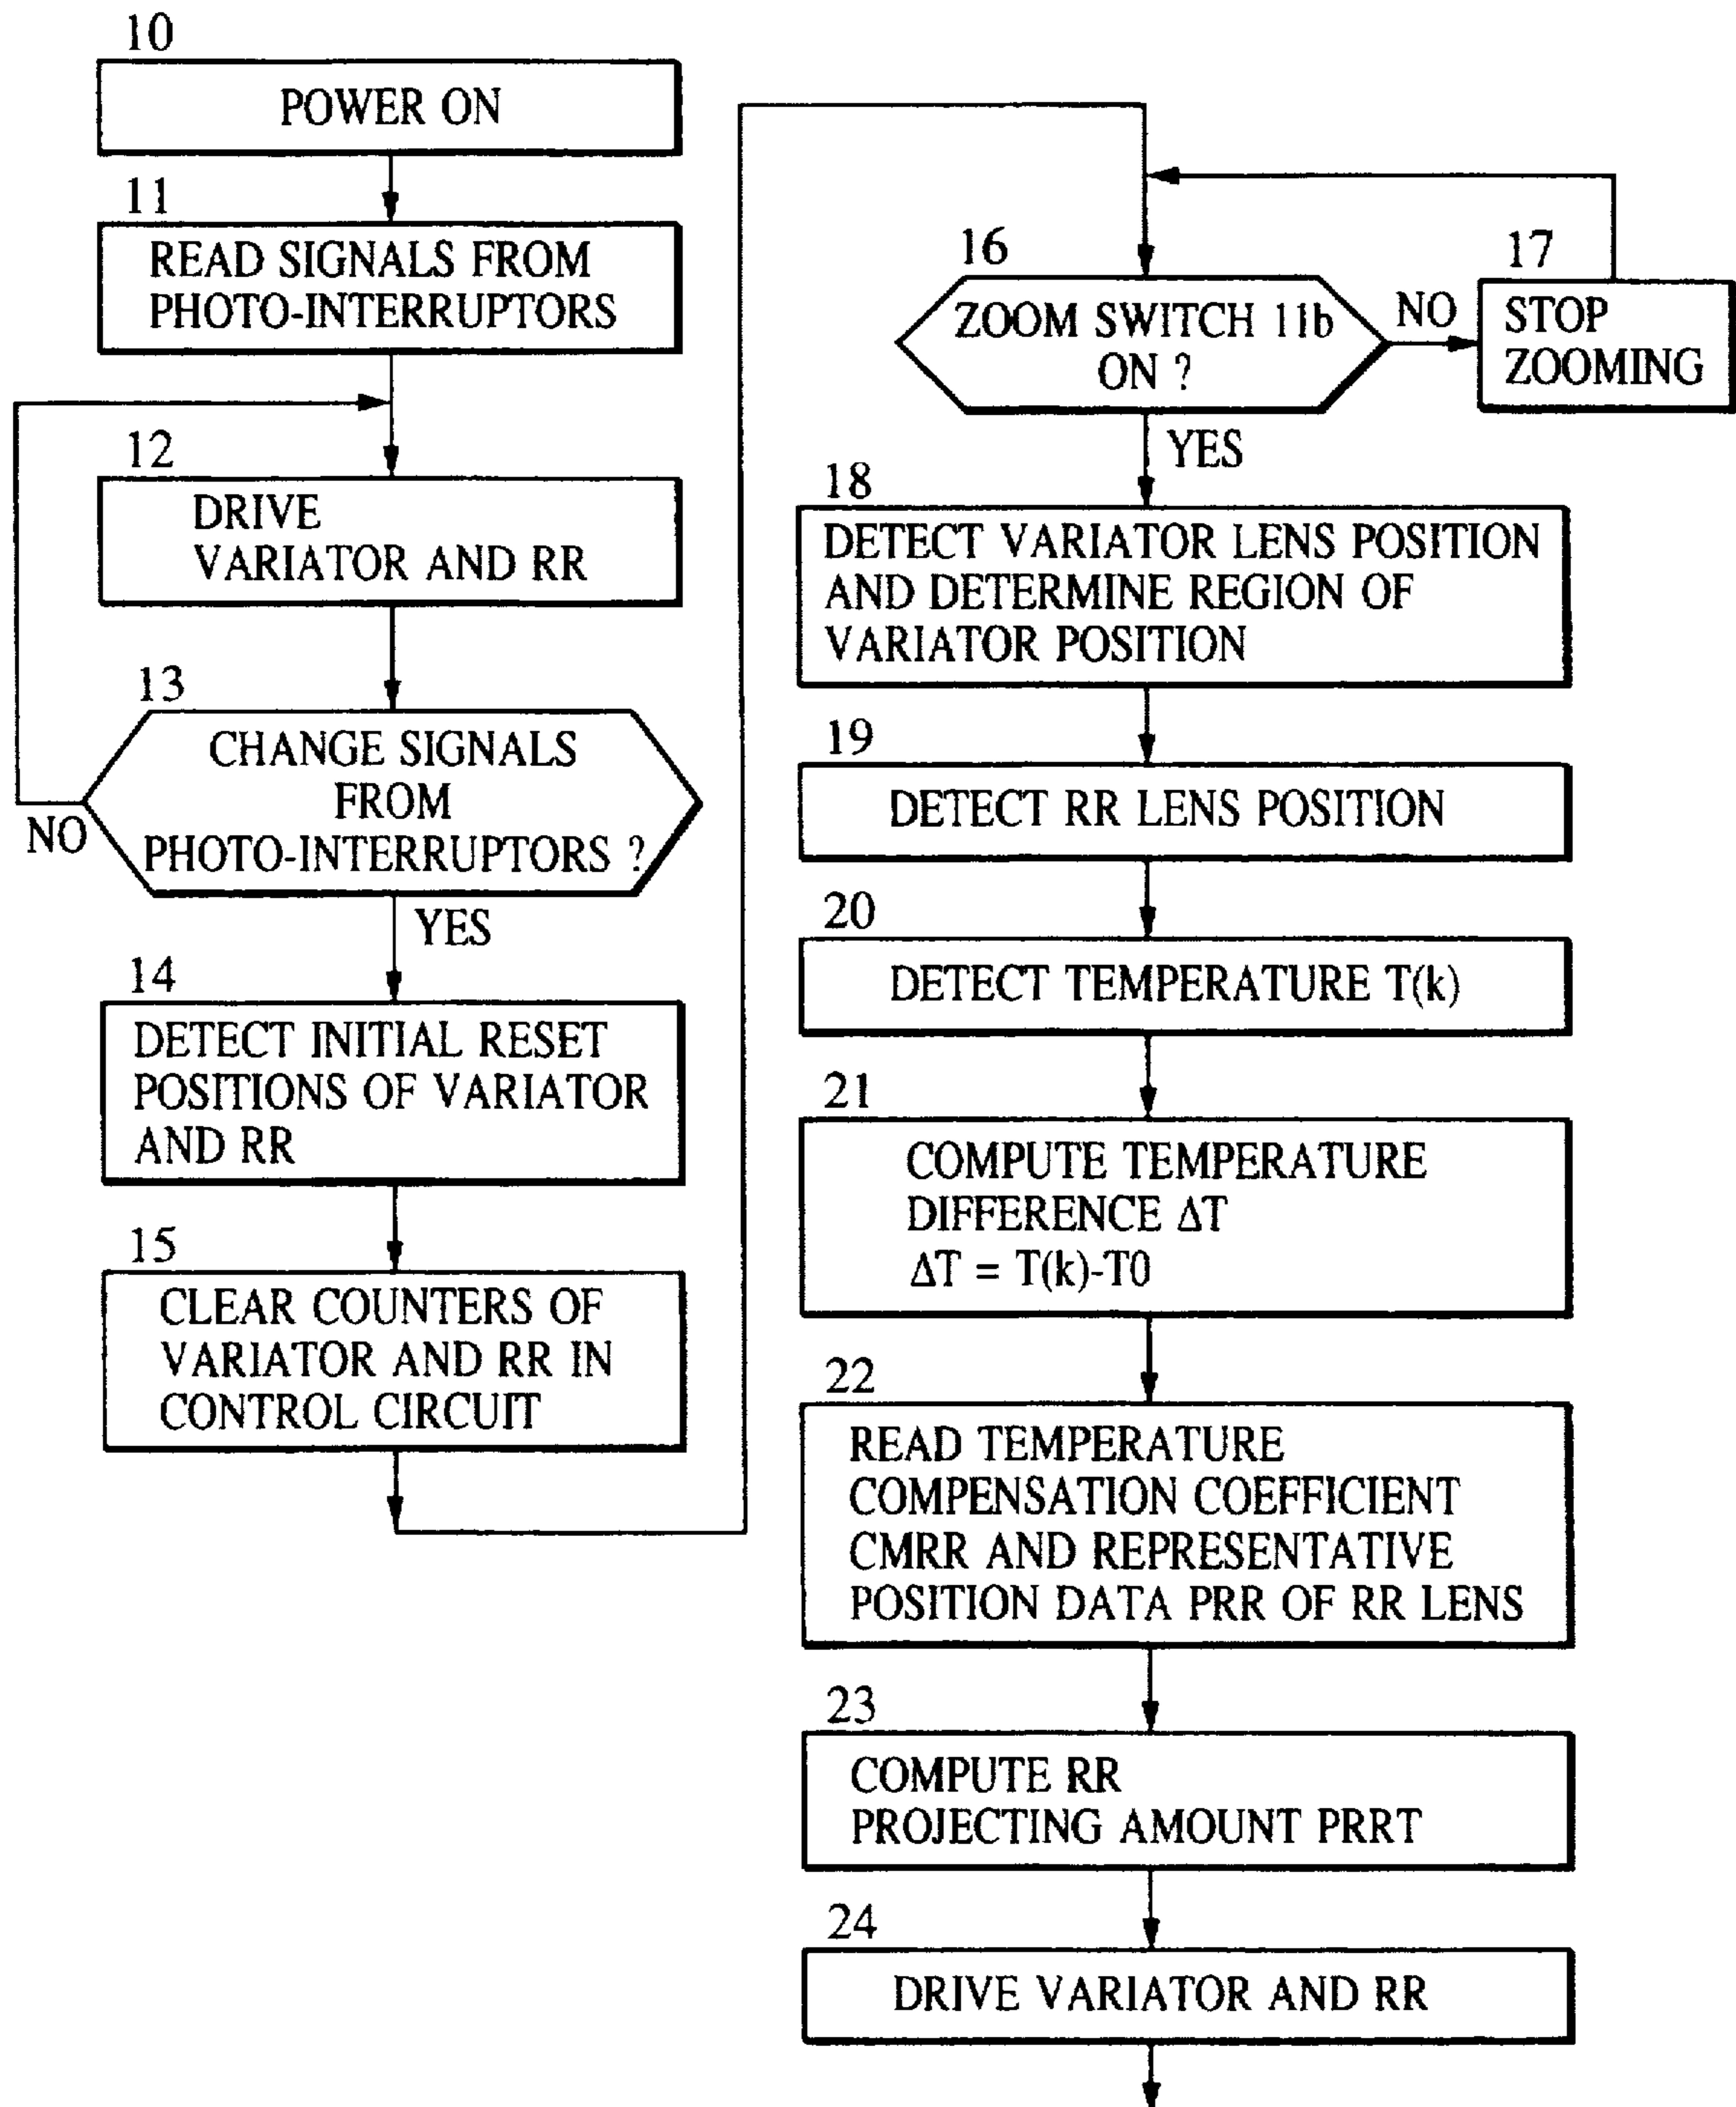 10
POWER ON
11
READ SIGNALS FROM
PHOTO-INTERRUPTORS
12
DRIVE
VARIATOR AND RR
13
CHANGE SIGNALS
FROM
PHOTO-INTERRUPTORS ?
NO
YES
14
DETECT INITIAL RESET
POSITIONS OF VARIATOR
AND RR
15
CLEAR COUNTERS OF
VARIATOR AND RR IN
CONTROL CIRCUIT
16
ZOOM SWITCH 11b
ON ?
NO
17
STOP
ZOOMING
YES
18
DETECT VARIATOR LENS POSITION
AND DETERMINE REGION OF
VARIATOR POSITION
19
DETECT RR LENS POSITION
20
DETECT TEMPERATURE T(k)
21
COMPUTE TEMPERATURE
DIFFERENCE ΔT
ΔT = T(k)-T0
22
READ TEMPERATURE
COMPENSATION COEFFICIENT
CMRR AND REPRESENTATIVE
POSITION DATA PRR OF RR LENS
23
COMPUTE RR
PROJECTING AMOUNT PRRT
24
DRIVE VARIATOR AND RR